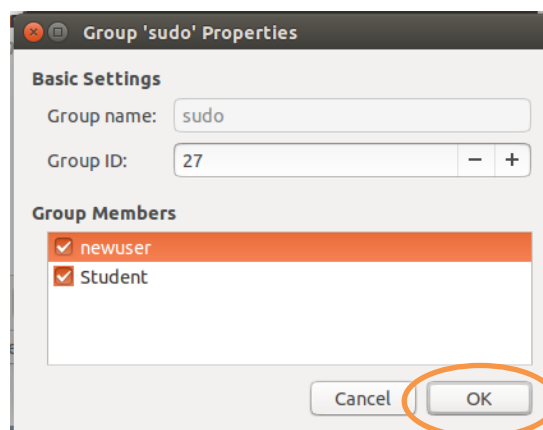 Group 'sudo' Properties
Basic Settings
Group name: sudo
Group ID: 27 − +
Group Members
newuser
Student
Cancel OK